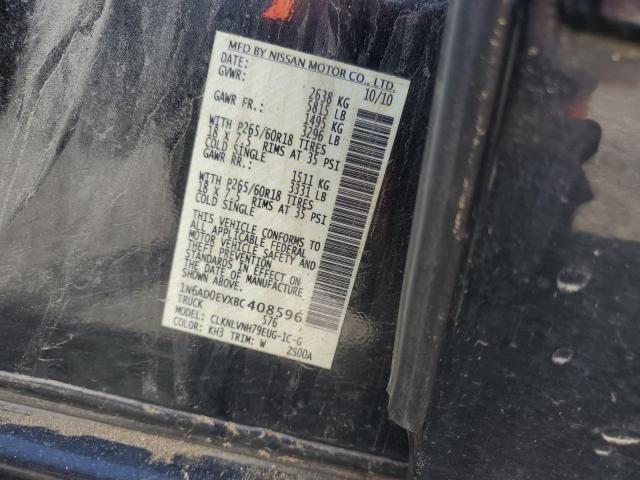 MFD BY NISSAN MOTOR CO., LTD.
DATE: 10/10
GVWR: 2638 KG
5815 LB
GAWR FR.: 1495 KG
3296 LB
WITH P265/60R18 TIRES
18 X 7.5 RIMS AT 35 PSI
COLD SINGLE
GAWR RR.: 1511 KG
3331 LB
WITH P265/60R18 TIRES
18 X 7.5 RIMS AT 35 PSI
COLD SINGLE
THIS VEHICLE CONFORMS TO
ALL APPLICABLE FEDERAL
MOTOR VEHICLE SAFETY AND
THEFT PREVENTION
STANDARDS IN EFFECT ON
THE DATE OF MANUFACTURE
SHOWN ABOVE.
1N6AD0EVXBC408596
TRUCK 576
MODEL: CLKNLVNH79EUG-1C-G
COLOR: KH3 TRIM: W ZS00A